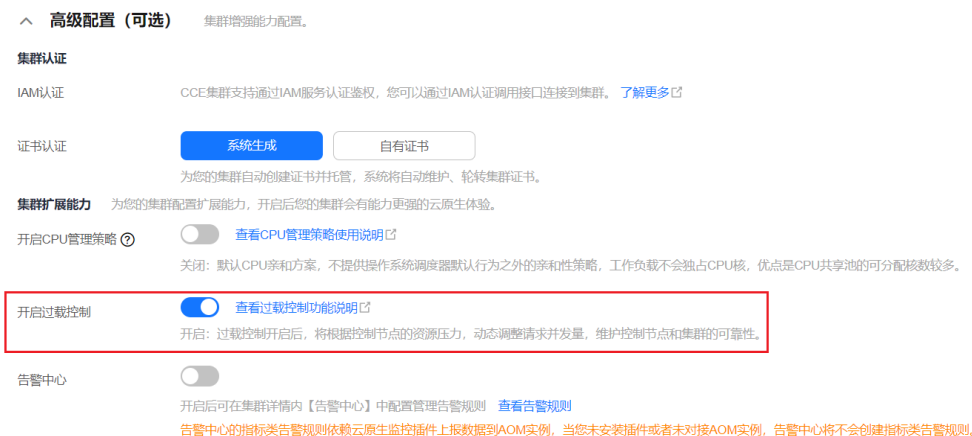 高级配置（可选） 集群增强能力配置。
集群认证
IAM认证 CCE集群支持通过IAM服务认证鉴权，您可以通过IAM认证调用接口连接到集群。 了解更多
证书认证 系统生成 自有证书
为您的集群自动创建证书并托管，系统将自动维护、轮转集群证书。
集群扩展能力 为您的集群配置扩展能力，开启后您的集群会有能力更强的云原生体验。
开启CPU管理策略 ? 查看CPU管理策略使用说明
关闭：默认CPU亲和方案，不提供操作系统调度器默认行为之外的亲和性策略，工作负载不会独占CPU核，优点是CPU共享池的可分配核数较多。
开启过载控制 查看过载控制功能说明
开启：过载控制开启后，将根据控制节点的资源压力，动态调整请求并发量，维护控制节点和集群的可靠性。
告警中心
开启后可在集群详情内【告警中心】中配置管理告警规则 查看告警规则
告警中心的指标类告警规则依赖云原生监控插件上报数据到AOM实例，当您未安装插件或者未对接AOM实例，告警中心将不会创建指标类告警规则。